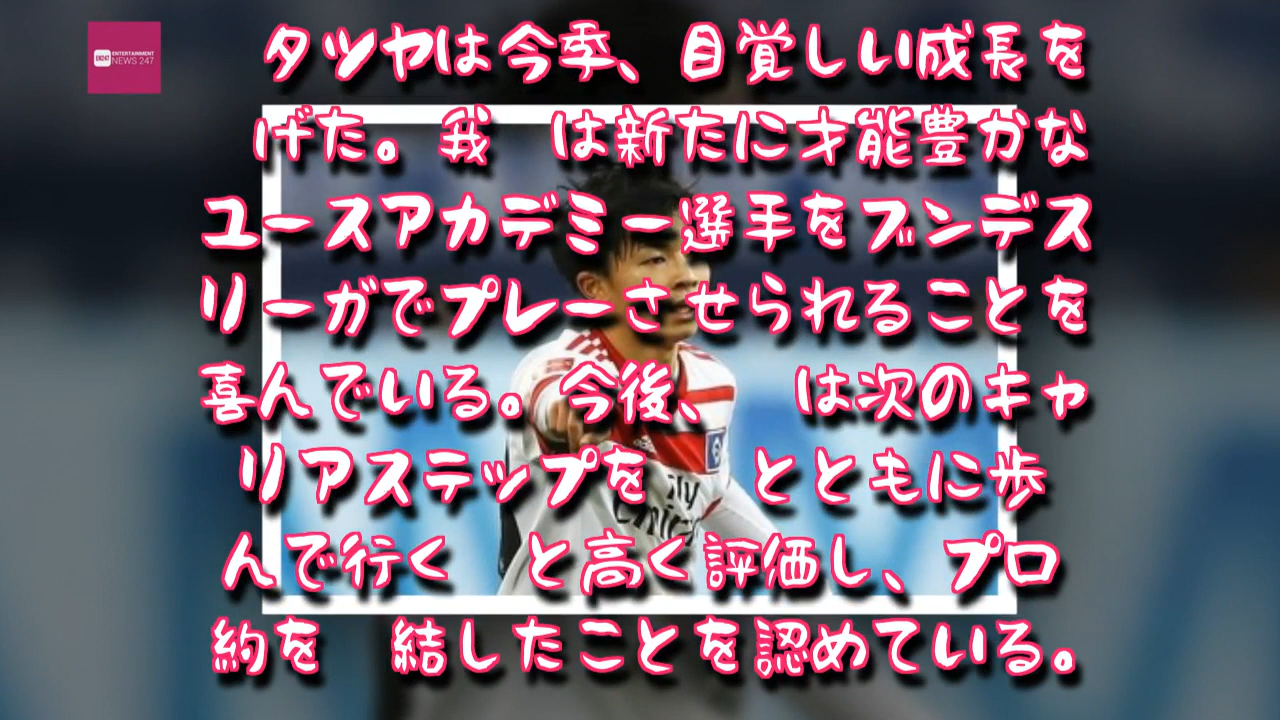 ENTERTAINMENT
EN247 NEWS 247
タツヤは今季、目覚しい成長を
げた。我 は新たに才能豊かな
ユースアカデミー選手をブンデス
リーガでプレーさせられることを
喜んでいる。今後、 は次のキャ
リアステップを とともに歩
んで行く と高く評価し、プロ
約を 結したことを認めている。
Fly
Emirates